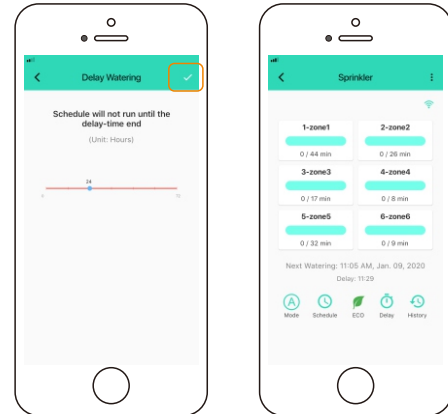 Delay Watering
Schedule will not run until the
delay-time end
(Unit: Hours)
24
Sprinkler
1-zone1
2-zone2
0 / 44 min
0 / 26 min
3-zone3
4-zone4
0 / 17 min
0 / 8 min
5-zone5
6-zone6
0 / 32 min
0 / 9 min
Next Watering: 11:05 AM, Jan. 09, 2020
Delay: 11:29
A
Mode
Schedule
ECO
Delay
History